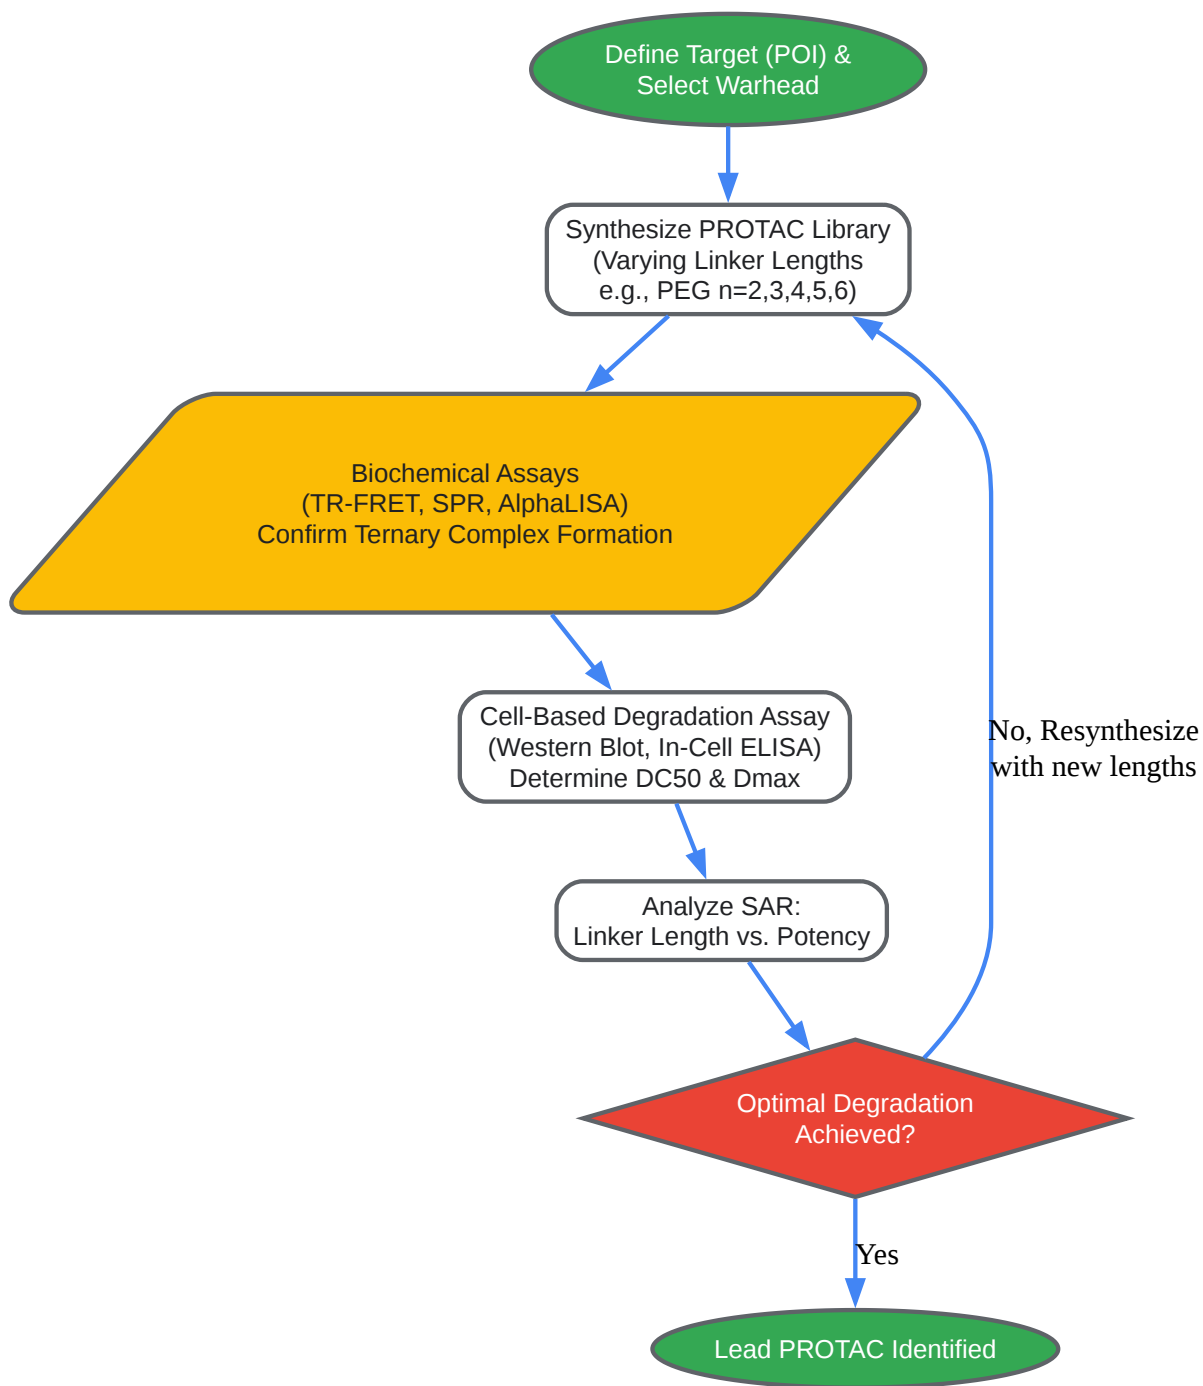 Define Target (POI) &
Select Warhead
Synthesize PROTAC Library
(Varying Linker Lengths
e.g., PEG n=2,3,4,5,6)
Biochemical Assays
(TR-FRET, SPR, AlphaLISA)
Confirm Ternary Complex Formation
Cell-Based Degradation Assay
(Western Blot, In-Cell ELISA)
Determine DC50 & Dmax
No, Resynthesize
with new lengths
Analyze SAR:
Linker Length vs. Potency
Optimal Degradation
Achieved?
Yes
Lead PROTAC Identified